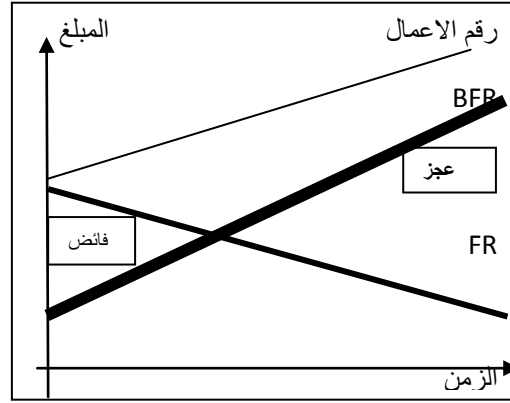 رقم الاعمال
المبلغ
BFR
عجز
فائض
FR
الزمن